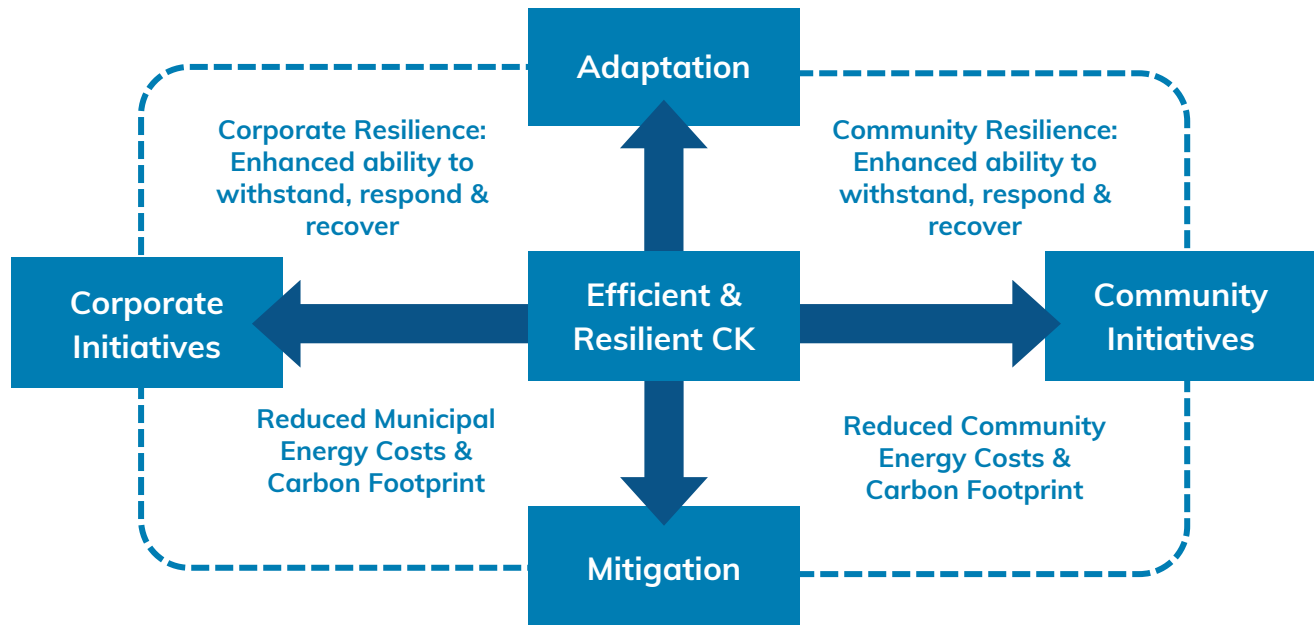 Adaptation
Corporate Resilience:
Enhanced ability to
withstand, respond &
recover
Community Resilience:
Enhanced ability to
withstand, respond &
recover
Corporate
Initiatives
Efficient &
Resilient CK
Community
Initiatives
Reduced Municipal
Energy Costs &
Carbon Footprint
Reduced Community
Energy Costs &
Carbon Footprint
Mitigation